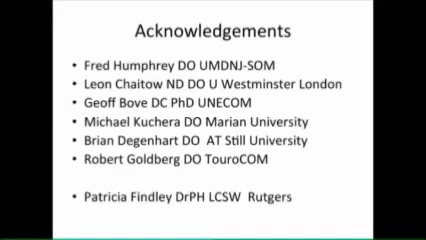 Acknowledgements
• Fred Humphrey DO UMDNJ-SOM
• Leon Chaitow ND DO U Westminster London
• Geoff Bove DC PhD UNECOM
• Michael Kuchera DO Marian University
• Brian Degenhart DO AT Still University
• Robert Goldberg DO TouroCOM
• Patricia Findley DrPH LCSW Rutgers